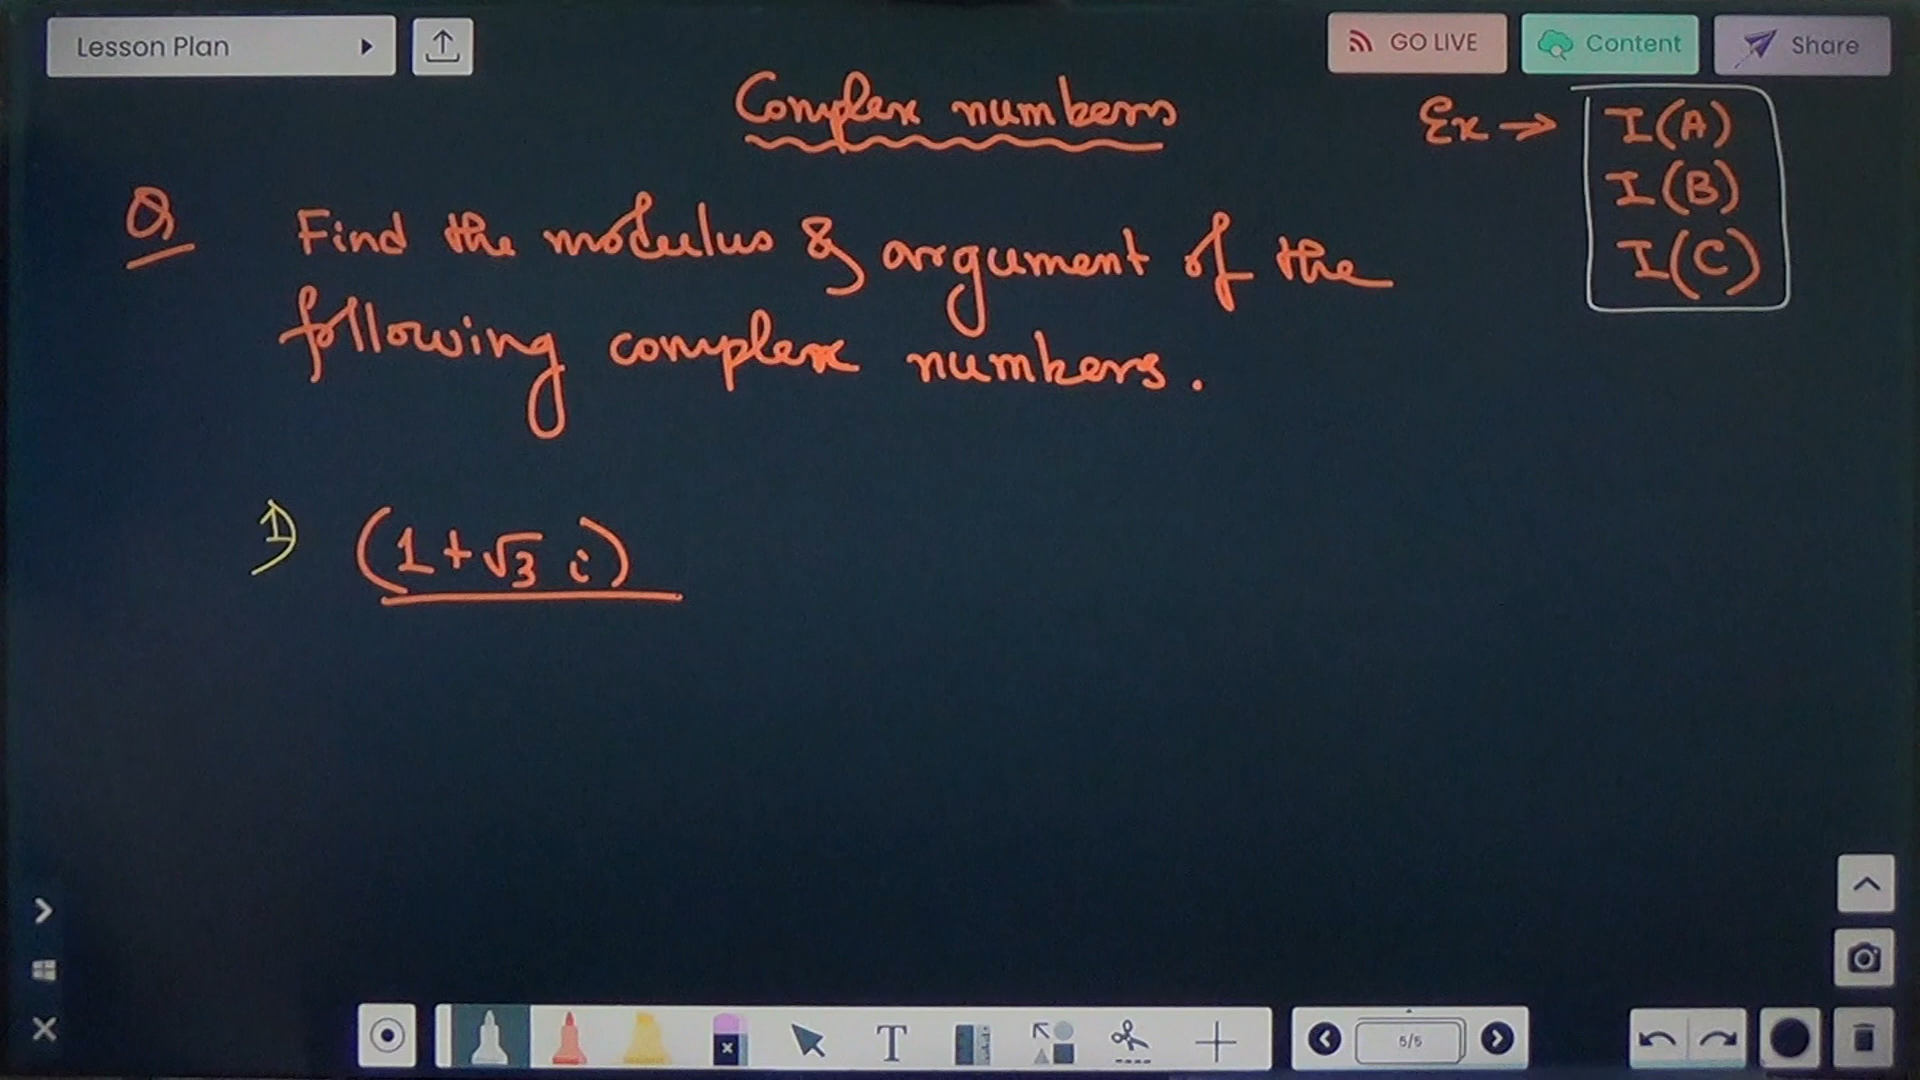 Lesson Plan
GO LIVE
Content
Share
Complex numbers
Ex → I(A)
I(B)
I(C)
Q Find the modulus & argument of the
following complex numbers.
1) (1+√3 i)
T
5/5